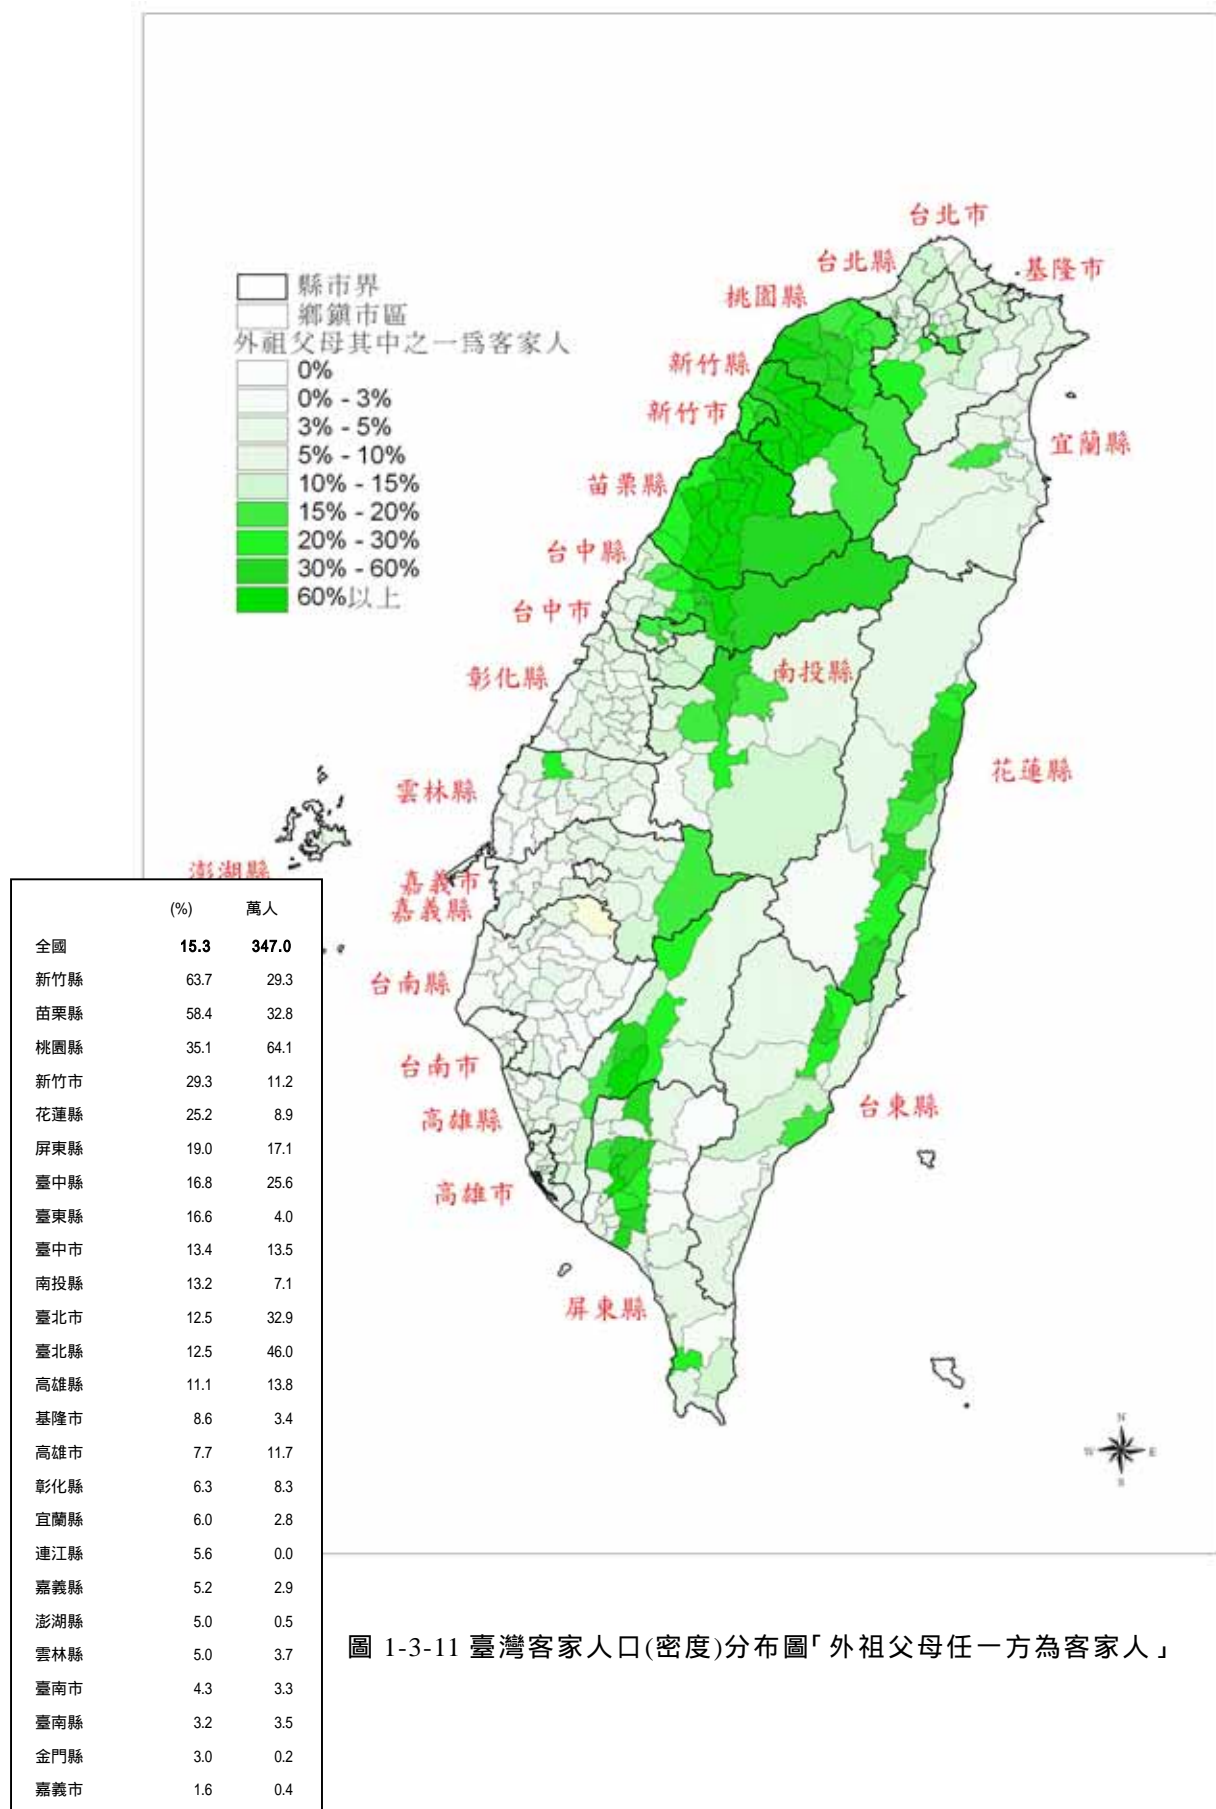 台北市
台北縣
基隆市
桃園縣
新竹縣
新竹市
宜蘭縣
苗栗縣
台中縣
台中市
彰化縣
南投縣
花蓮縣
雲林縣
澎湖縣
嘉義市
嘉義縣
台南縣
台南市
高雄縣
台東縣
高雄市
屏東縣
縣市界
鄉鎮市區
外祖父母其中之一為客家人
0%
0% - 3%
3% - 5%
5% - 10%
10% - 15%
15% - 20%
20% - 30%
30% - 60%
60%以上
N
W E
S
(%) 萬人
全國 15.3 347.0
新竹縣 63.7 29.3
苗栗縣 58.4 32.8
桃園縣 35.1 64.1
新竹市 29.3 11.2
花蓮縣 25.2 8.9
屏東縣 19.0 17.1
臺中縣 16.8 25.6
臺東縣 16.6 4.0
臺中市 13.4 13.5
南投縣 13.2 7.1
臺北市 12.5 32.9
臺北縣 12.5 46.0
高雄縣 11.1 13.8
基隆市 8.6 3.4
高雄市 7.7 11.7
彰化縣 6.3 8.3
宜蘭縣 6.0 2.8
連江縣 5.6 0.0
嘉義縣 5.2 2.9
澎湖縣 5.0 0.5
雲林縣 5.0 3.7
臺南市 4.3 3.3
臺南縣 3.2 3.5
金門縣 3.0 0.2
嘉義市 1.6 0.4
圖 1-3-11 臺灣客家人口(密度)分布圖「外祖父母任一方為客家人」